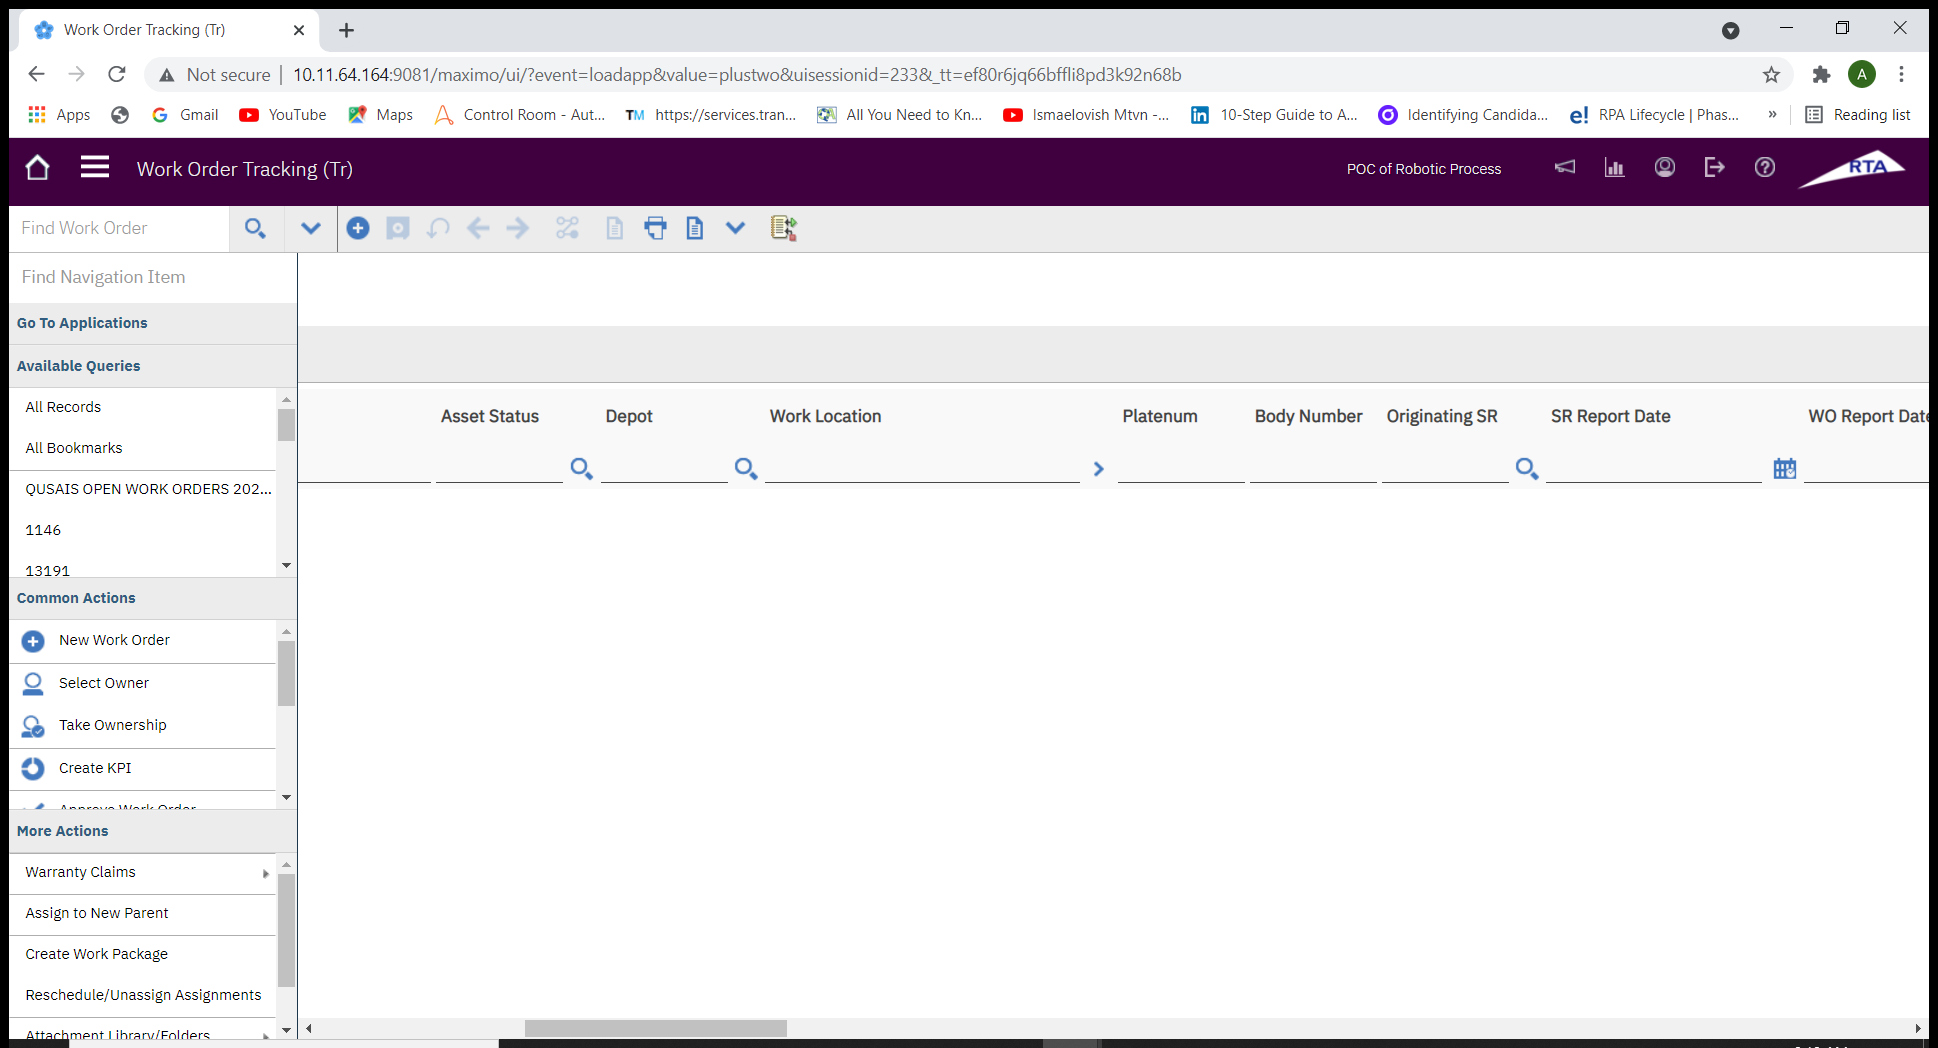 Work Order Tracking (Tr)
Not secure | 10.11.64.164:9081/maximo/ui/?event=loadapp&value=plustwo&uisessionid=233&_tt=ef80r6jq66bffli8pd3k92n68b
A
Apps
Gmail
YouTube
Maps
Control Room - Aut...
TM https://services.tran...
All You Need to Kn...
Ismaelovish Mtvn -...
in 10-Step Guide to A...
Identifying Candida...
e! RPA Lifecycle | Phas...
»
Reading list
Work Order Tracking (Tr)
POC of Robotic Process
RTA
Find Work Order
Find Navigation Item
Go To Applications
Available Queries
All Records
All Bookmarks
QUSAIS OPEN WORK ORDERS 202...
1146
13191
Common Actions
New Work Order
Select Owner
Take Ownership
Create KPI
Approve Work Order
More Actions
Warranty Claims
Assign to New Parent
Create Work Package
Reschedule/Unassign Assignments
Attachment Library/Folders
Asset Status
Depot
Work Location
Platenum
Body Number
Originating SR
SR Report Date
WO Report Date